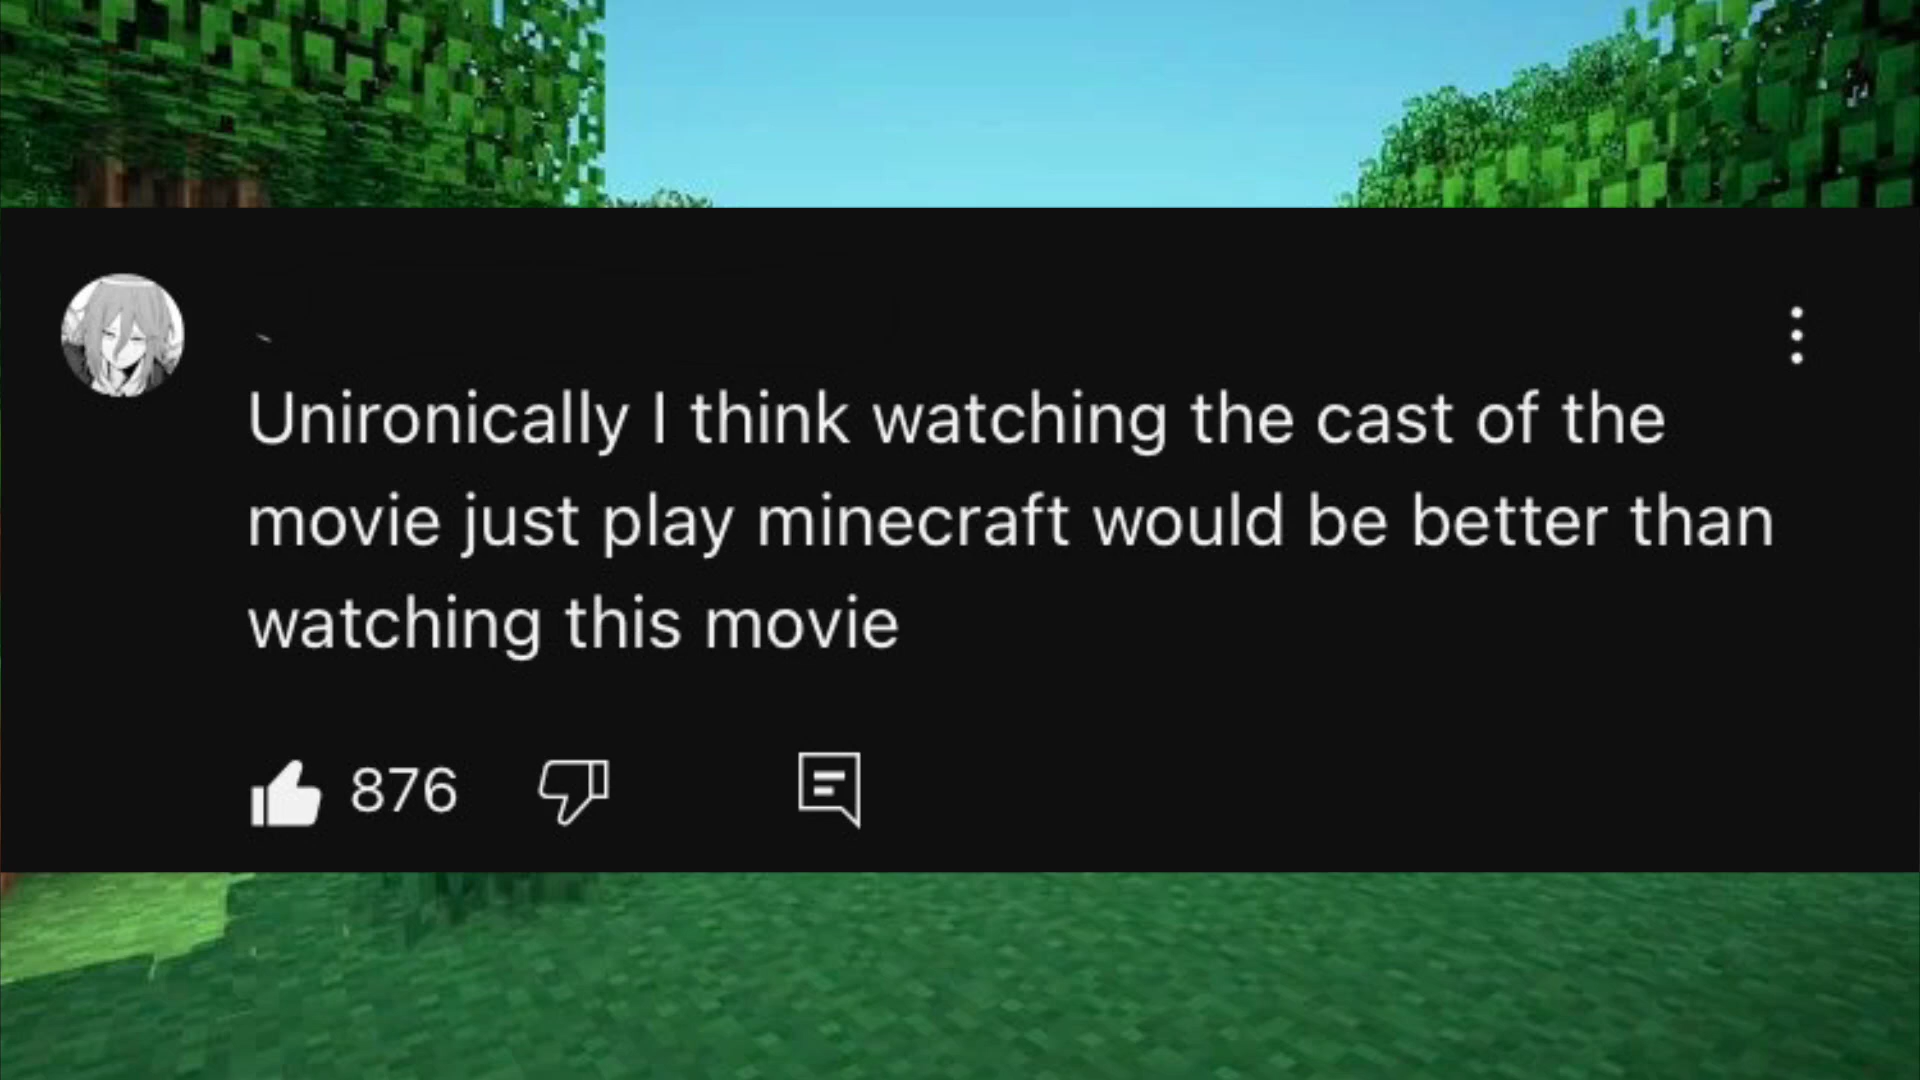 Unironically I think watching the cast of the
movie just play minecraft would be better than
watching this movie
876